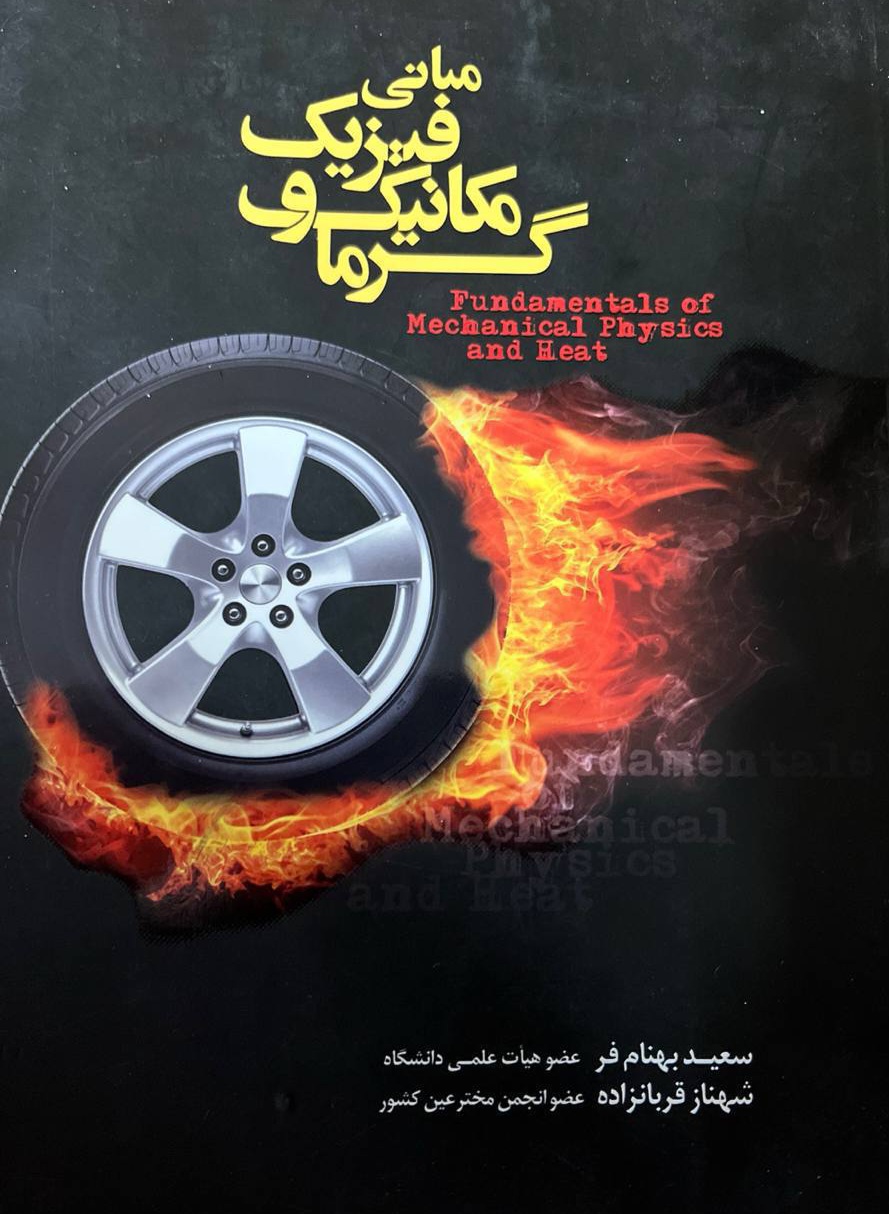 مباتی
فیزیک
مکانیک و
گرما
Fundamentals of
Mechanical Physics
and Heat
Fundamentals
of
Mechanical
Physics
and Heat
سعید بهنام فر عضو هیأت علمی دانشگاه
شهناز قربانزاده عضو انجمن مخترعین کشور